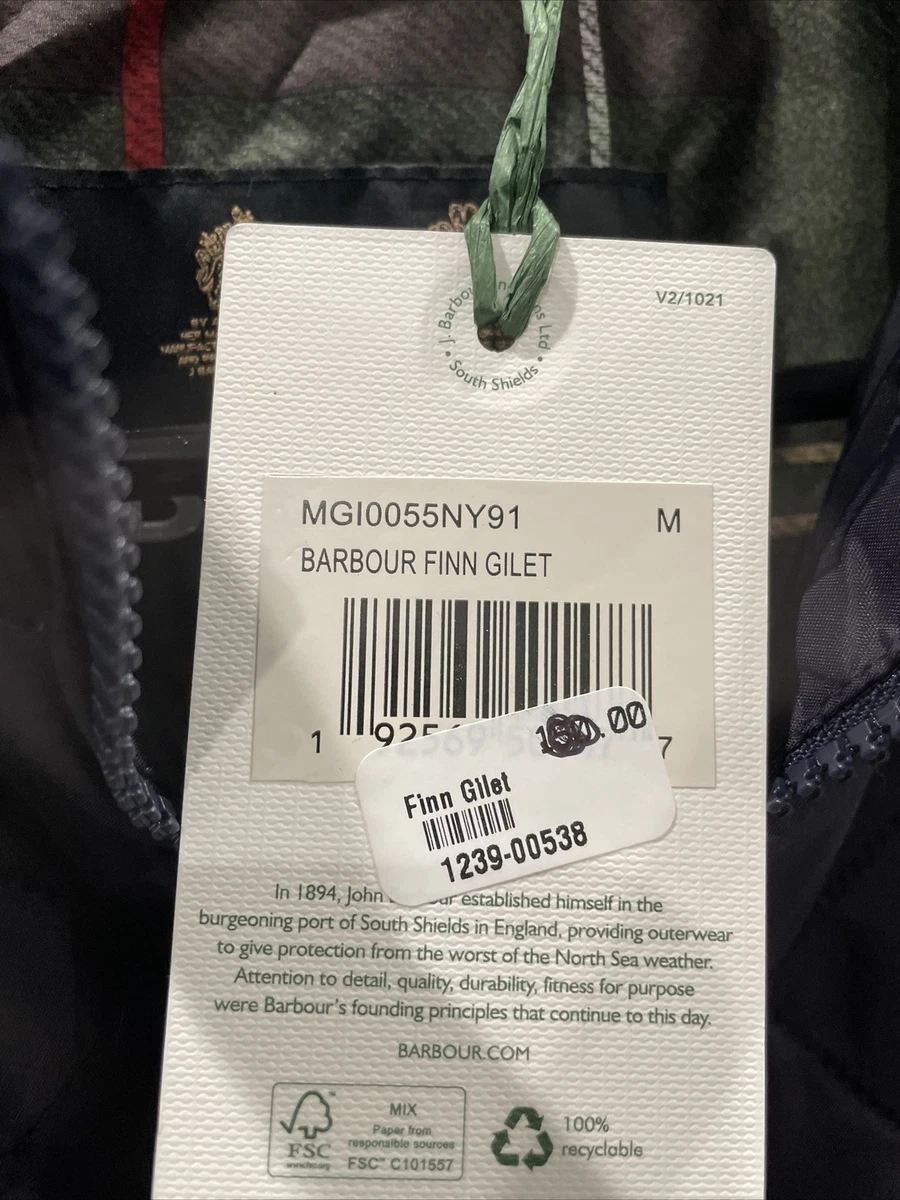 V2/1021
South Shields
MGI0055NY91 M
BARBOUR FINN GILET
1 7
.00
Finn Gilet
1239-00538
In 1894, John established himself in the
burgeoning port of South Shields in England, providing outerwear
to give protection from the worst of the North Sea weather.
Attention to detail, quality, durability, fitness for purpose
were Barbour's founding principles that continue to this day.
BARBOUR.COM
FSC
www.fsc.org
MIX
Paper from
responsible sources
FSC™ C101557
100%
recyclable